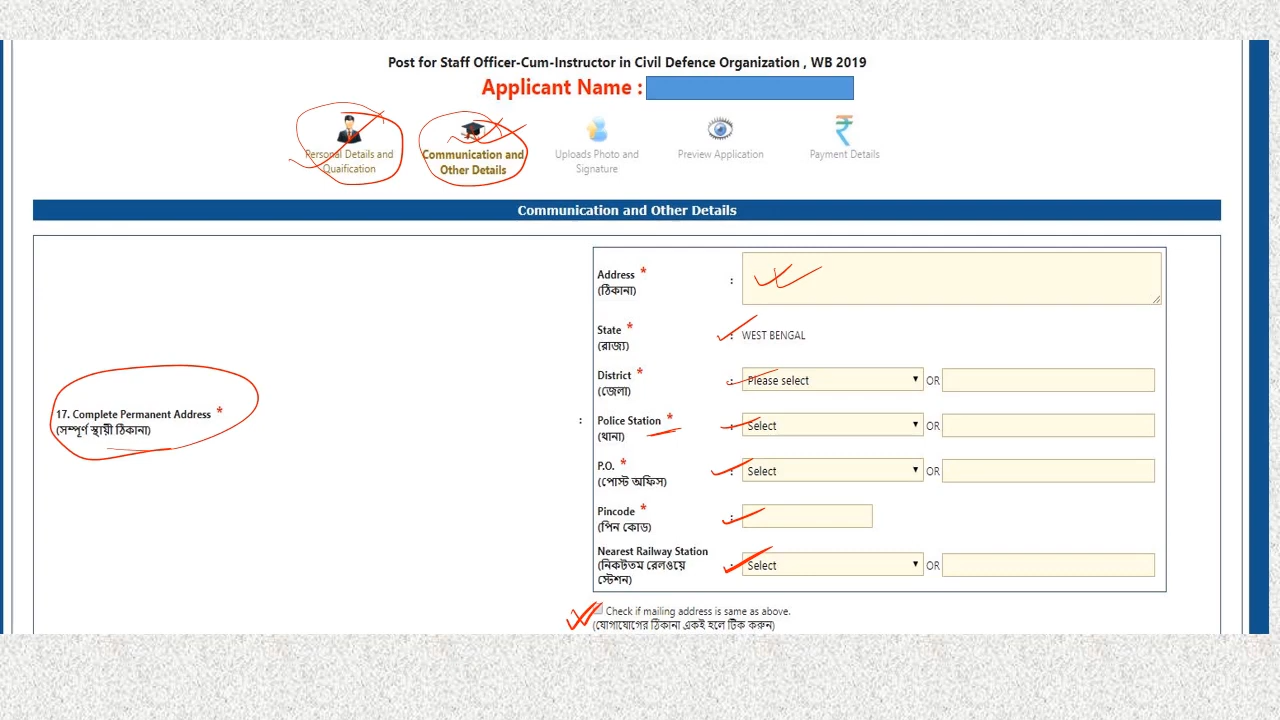 Post for Staff Officer-Cum-Instructor in Civil Defence Organization , WB 2019
Applicant Name :
Personal Details and Quaification
Communication and Other Details
Uploads Photo and Signature
Preview Application
Payment Details
Communication and Other Details
17. Complete Permanent Address *
(সম্পূর্ণ স্থায়ী ঠিকানা)
:
Address * :
(ঠিকানা)
State * : WEST BENGAL
(রাজ্য)
District * : Please select OR
(জেলা)
Police Station * : Select OR
(থানা)
P.O. * : Select OR
(পোস্ট অফিস)
Pincode * :
(পিন কোড)
Nearest Railway Station
(নিকটতম রেলওয়ে : Select OR
স্টেশন)
Check if mailing address is same as above.
(যোগাযোগের ঠিকানা একই হলে টিক করুন)